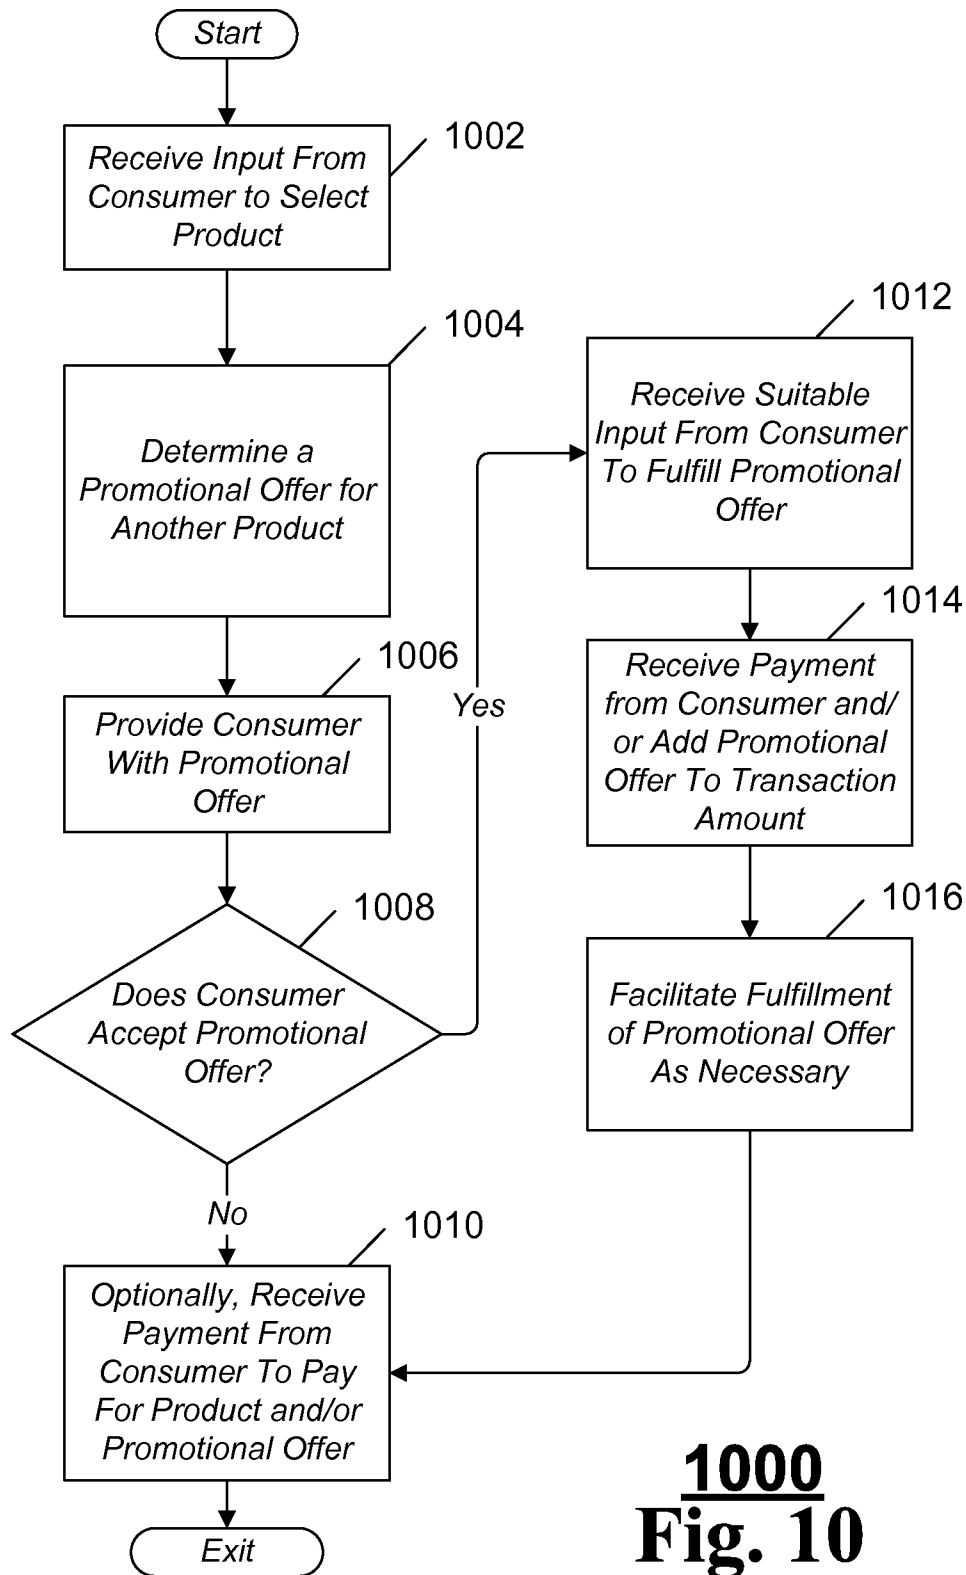 Start
1002
Receive Input From
Consumer to Select
Product
1004
Determine a
Promotional Offer for
Another Product
1006
Provide Consumer
With Promotional
Offer
1008
Does Consumer
Accept Promotional
Offer?
Yes
No
1010
Optionally, Receive
Payment From
Consumer To Pay
For Product and/or
Promotional Offer
Exit
1012
Receive Suitable
Input From Consumer
To Fulfill Promotional
Offer
1014
Receive Payment
from Consumer and/
or Add Promotional
Offer To Transaction
Amount
1016
Facilitate Fulfillment
of Promotional Offer
As Necessary
1000
Fig. 10